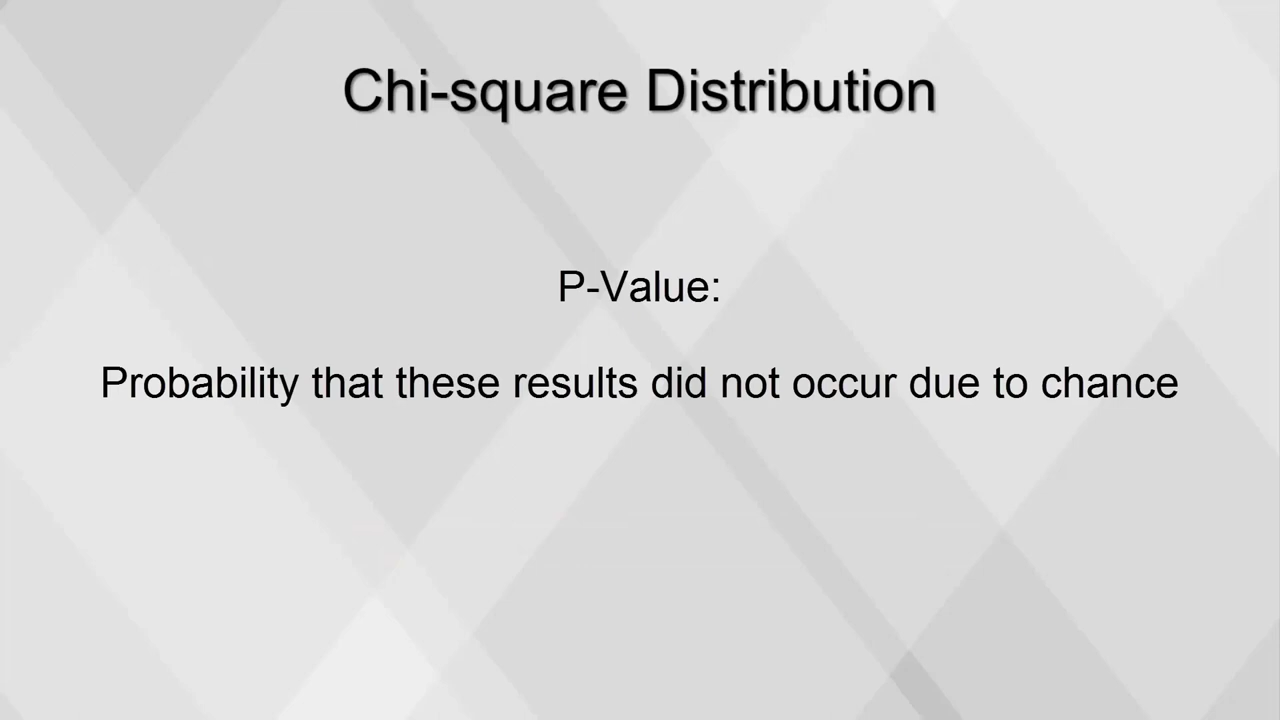 Chi-square Distribution
P-Value:
Probability that these results did not occur due to chance